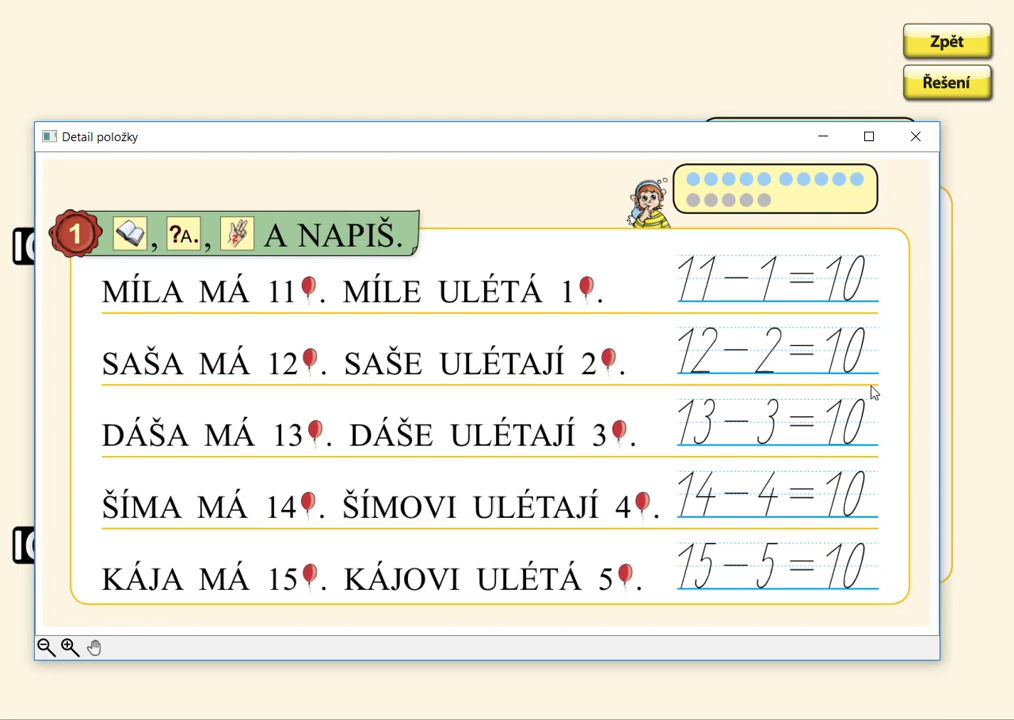 Zpět
Řešení
Detail položky
1 , ?A. , A NAPIŠ.
MÍLA MÁ 11 . MÍLE ULÉTÁ 1 . 11 – 1 = 10
SAŠA MÁ 12 . SAŠE ULÉTAJÍ 2 . 12 – 2 = 10
DÁŠA MÁ 13 . DÁŠE ULÉTAJÍ 3 . 13 – 3 = 10
ŠÍMA MÁ 14 . ŠÍMOVI ULÉTAJÍ 4 . 14 – 4 = 10
KÁJA MÁ 15 . KÁJOVI ULÉTÁ 5 . 15 – 5 = 10